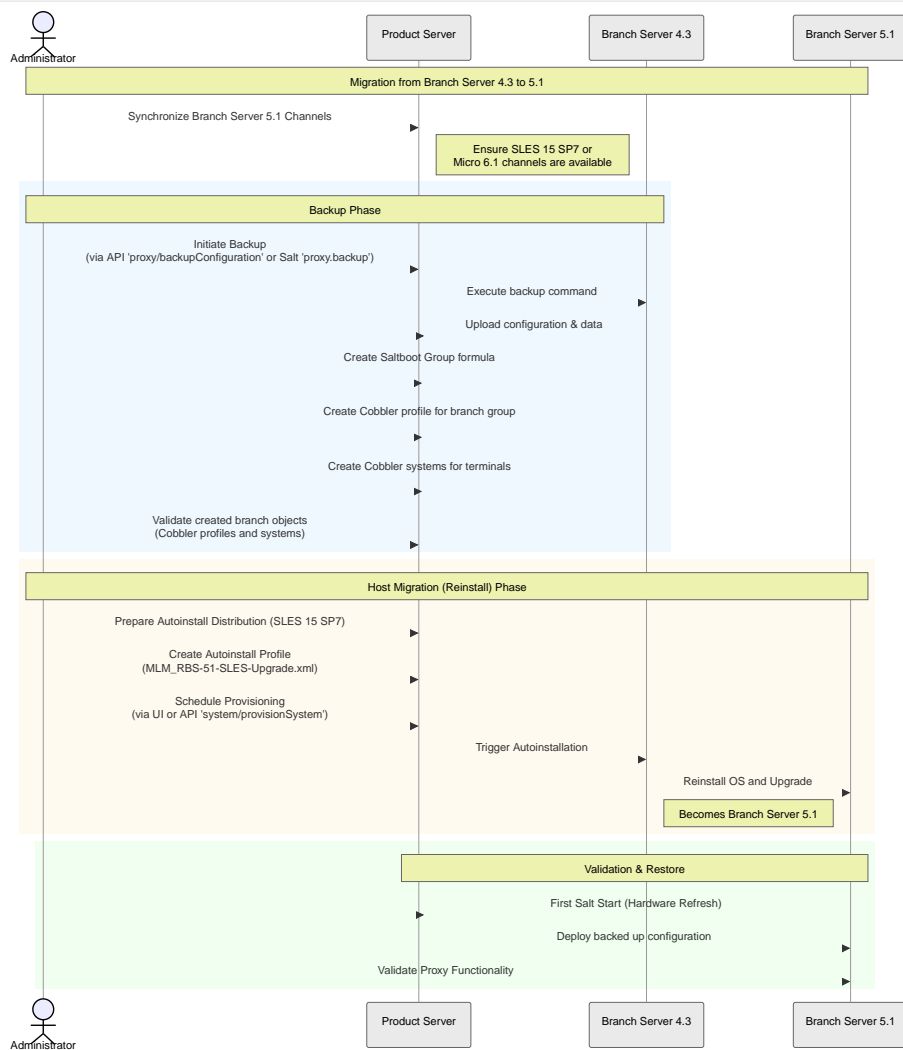 Administrator
Product Server
Branch Server 4.3
Branch Server 5.1
Migration from Branch Server 4.3 to 5.1
Synchronize Branch Server 5.1 Channels
Ensure SLES 15 SP7 or
Micro 6.1 channels are available
Backup Phase
Initiate Backup
(via API 'proxy/backupConfiguration' or Salt 'proxy.backup')
Execute backup command
Upload configuration & data
Create Saltboot Group formula
Create Cobbler profile for branch group
Create Cobbler systems for terminals
Validate created branch objects
(Cobbler profiles and systems)
Host Migration (Reinstall) Phase
Prepare Autoinstall Distribution (SLES 15 SP7)
Create Autoinstall Profile
(MLM_RBS-51-SLES-Upgrade.xml)
Schedule Provisioning
(via UI or API 'system/provisionSystem')
Trigger Autoinstallation
Reinstall OS and Upgrade
Becomes Branch Server 5.1
Validation & Restore
First Salt Start (Hardware Refresh)
Deploy backed up configuration
Validate Proxy Functionality
Administrator
Product Server
Branch Server 4.3
Branch Server 5.1